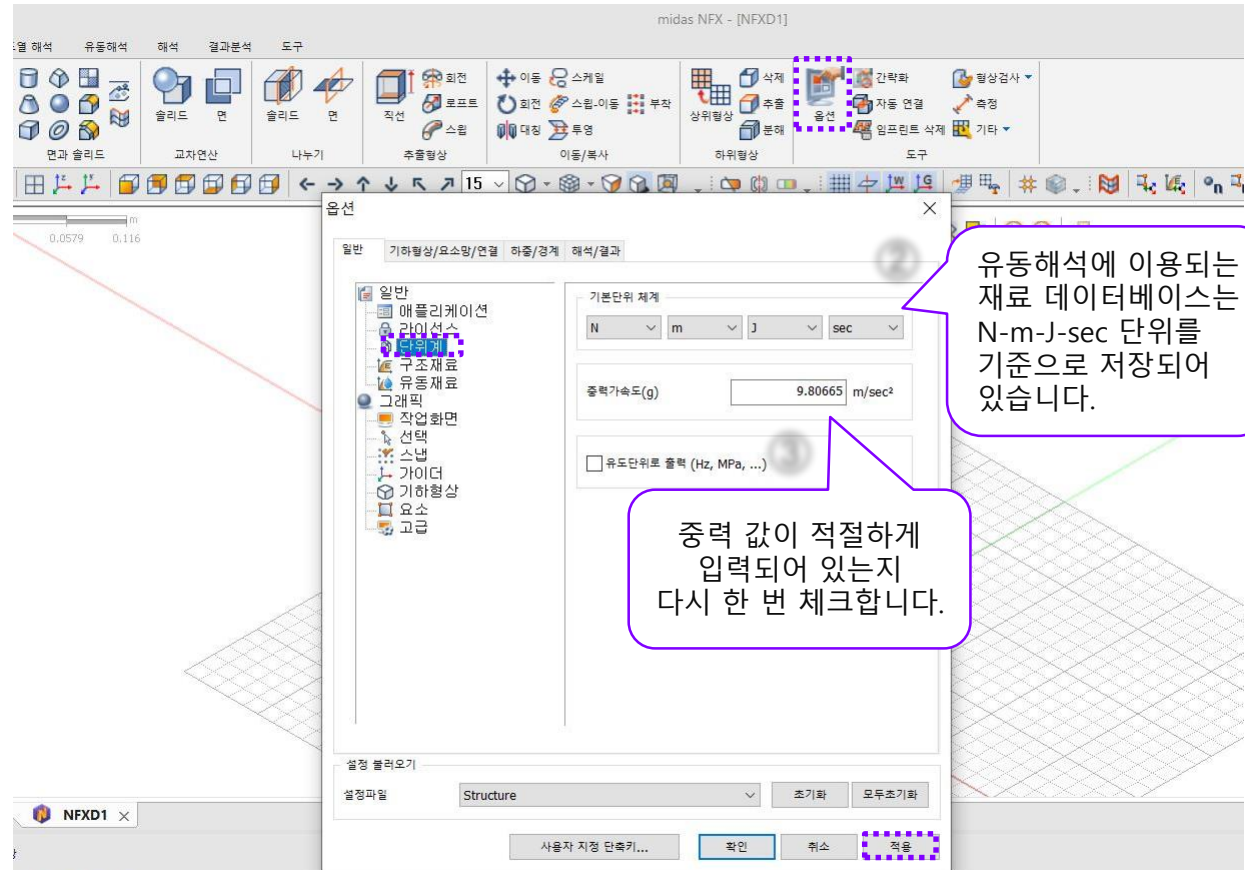 midas NFX - [NFXD1]
열 해석 유동해석 해석 결과분석 도구
솔리드 면 솔리드 면 직선 회전 로프트 스윕
이동 스케일
회전 스윕-이동 부착
대칭 투영
상위형상 삭제 추출 분해
옵션
간략화 형상검사
자동 연결 측정
임프린트 삭제 기타
면과 솔리드 교차연산 나누기 추출형상 이동/복사 하위형상 도구
15
m
0.0579 0.116
옵션
일반 기하형상/요소망/연결 하중/경계 해석/결과
일반
애플리케이션
라이선스
단위계
구조재료
유동재료
그래픽
작업화면
선택
스냅
가이더
기하형상
요소
고급
기본단위 체계
N m J sec
중력가속도(g) 9.80665 m/sec²
유도단위로 출력 (Hz, MPa, ...)
②
③
유동해석에 이용되는
재료 데이터베이스는
N-m-J-sec 단위를
기준으로 저장되어
있습니다.
중력 값이 적절하게
입력되어 있는지
다시 한 번 체크합니다.
설정 불러오기
설정파일 Structure 초기화 모두초기화
사용자 지정 단축키... 확인 취소 적용
NFXD1